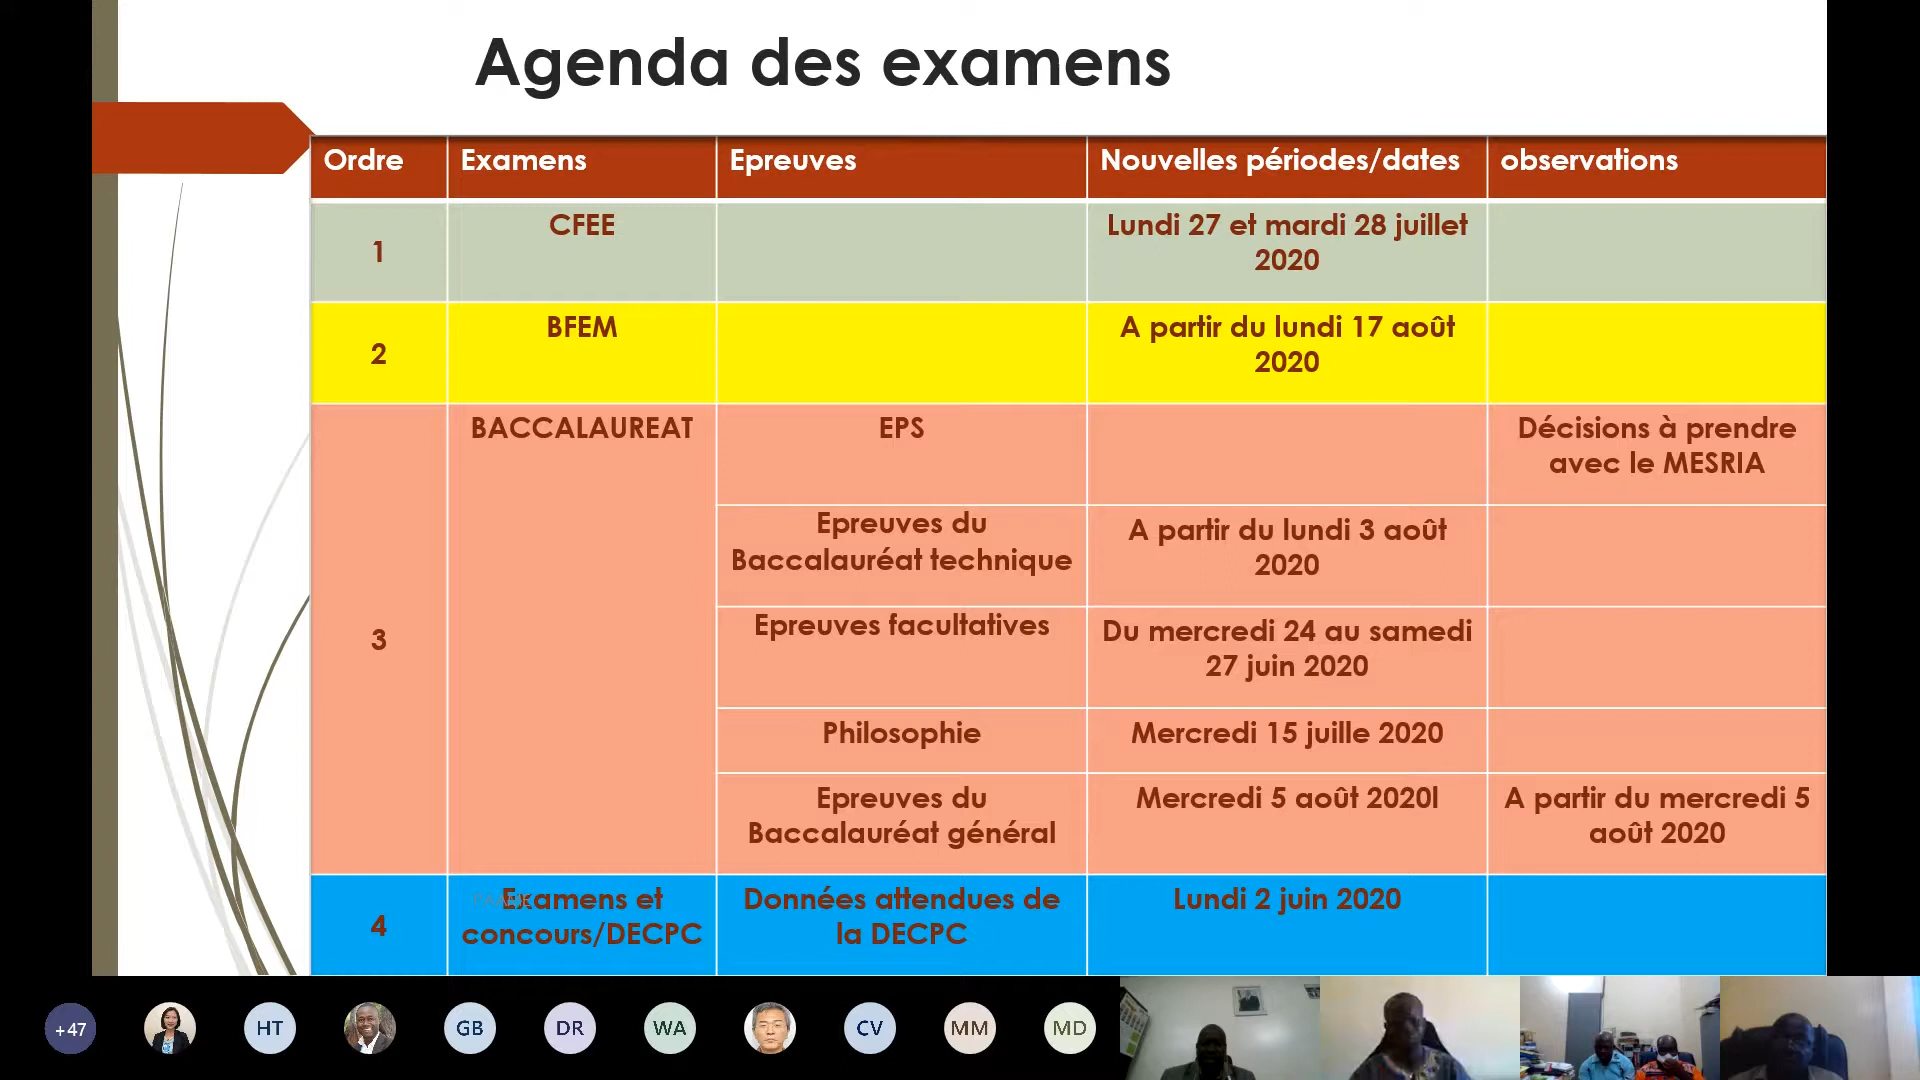 Agenda des examens
Ordre
Examens
Epreuves
Nouvelles périodes/dates
observations
1
CFEE
Lundi 27 et mardi 28 juillet
2020
2
BFEM
A partir du lundi 17 août
2020
3
BACCALAUREAT
EPS
Décisions à prendre
avec le MESRIA
Epreuves du
Baccalauréat technique
A partir du lundi 3 août
2020
Epreuves facultatives
Du mercredi 24 au samedi
27 juin 2020
Philosophie
Mercredi 15 juille 2020
Epreuves du
Baccalauréat général
Mercredi 5 août 2020l
A partir du mercredi 5
août 2020
4
Examens et
concours/DECPC
Données attendues de
la DECPC
Lundi 2 juin 2020
+47
HT
GB
DR
WA
CV
MM
MD